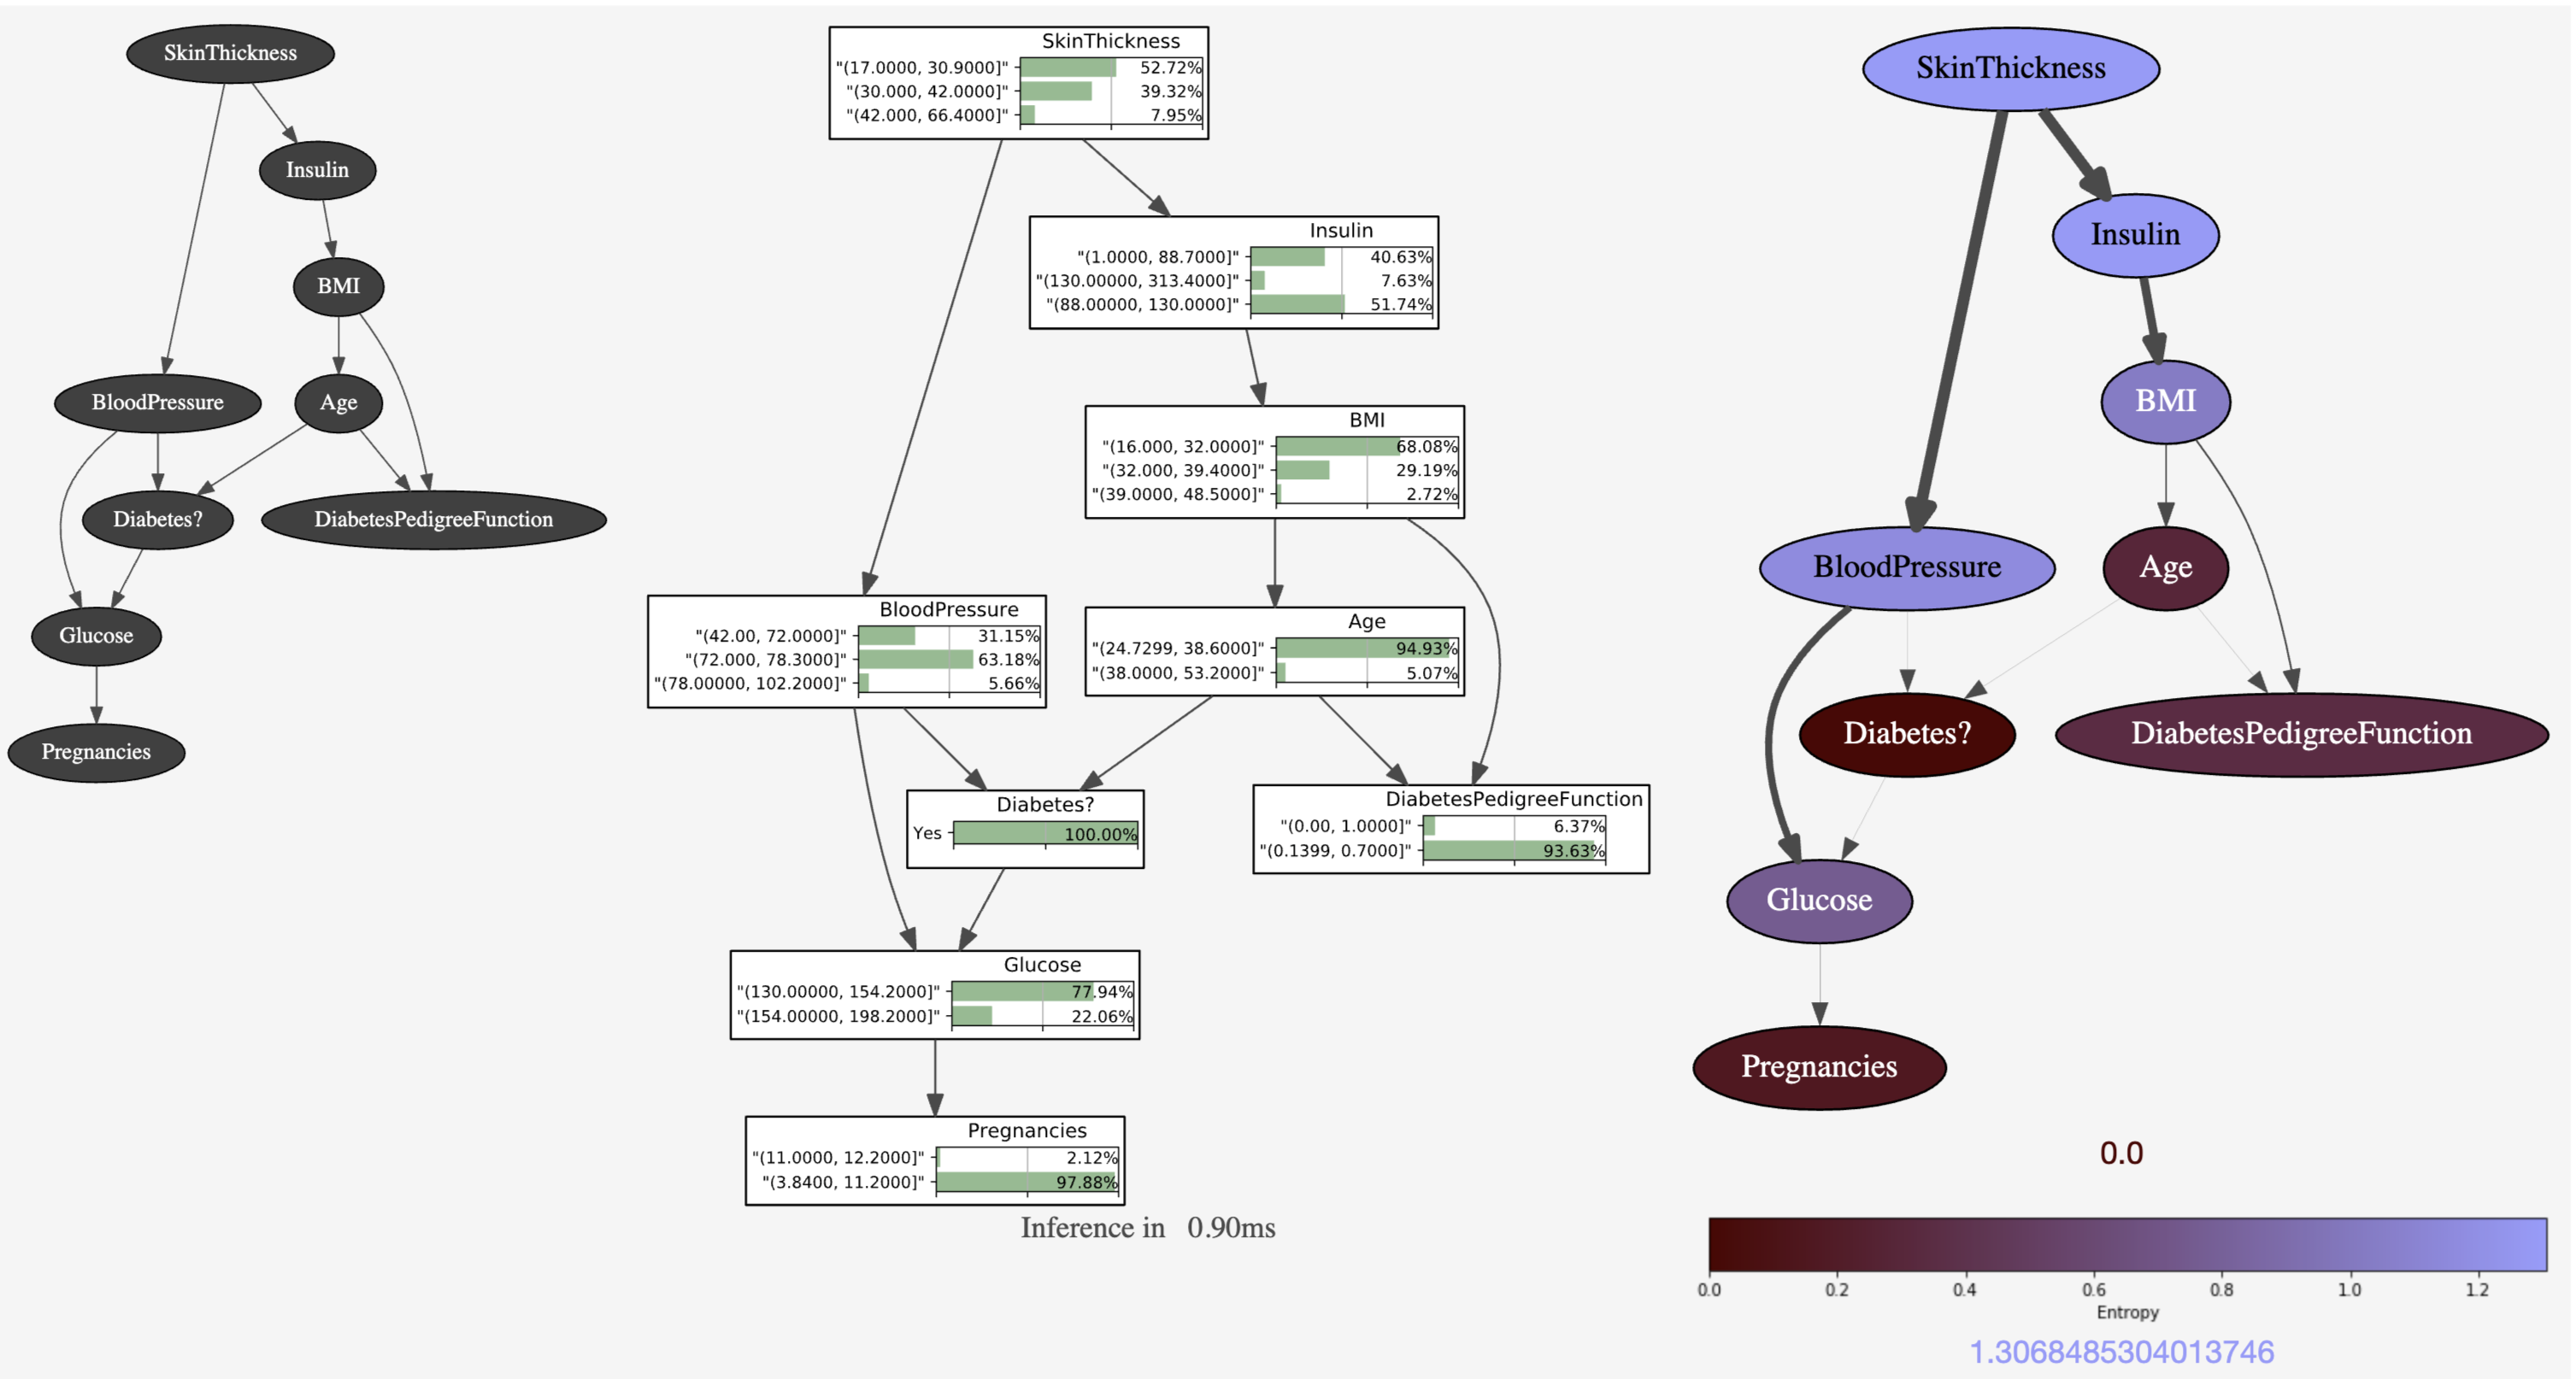 SkinThickness
Insulin
BMI
BloodPressure
Age
Diabetes?
DiabetesPedigreeFunction
Glucose
Pregnancies
SkinThickness
"(17.0000, 30.9000]" 52.72%
"(30.000, 42.0000]" 39.32%
"(42.000, 66.4000]" 7.95%
Insulin
"(1.0000, 88.7000]" 40.63%
"(130.00000, 313.4000]" 7.63%
"(88.00000, 130.0000]" 51.74%
BMI
"(16.000, 32.0000]" 68.08%
"(32.000, 39.4000]" 29.19%
"(39.0000, 48.5000]" 2.72%
BloodPressure
"(42.00, 72.0000]" 31.15%
"(72.000, 78.3000]" 63.18%
"(78.00000, 102.2000]" 5.66%
Age
"(24.7299, 38.6000]" 94.93%
"(38.0000, 53.2000]" 5.07%
Diabetes?
Yes 100.00%
DiabetesPedigreeFunction
"(0.00, 1.0000]" 6.37%
"(0.1399, 0.7000]" 93.63%
Glucose
"(130.00000, 154.2000]" 77.94%
"(154.00000, 198.2000]" 22.06%
Pregnancies
"(11.0000, 12.2000]" 2.12%
"(3.8400, 11.2000]" 97.88%
Inference in 0.90ms
SkinThickness
Insulin
BMI
BloodPressure
Age
Diabetes?
DiabetesPedigreeFunction
Glucose
Pregnancies
0.0
0.0 0.2 0.4 0.6 0.8 1.0 1.2
Entropy
1.3068485304013746